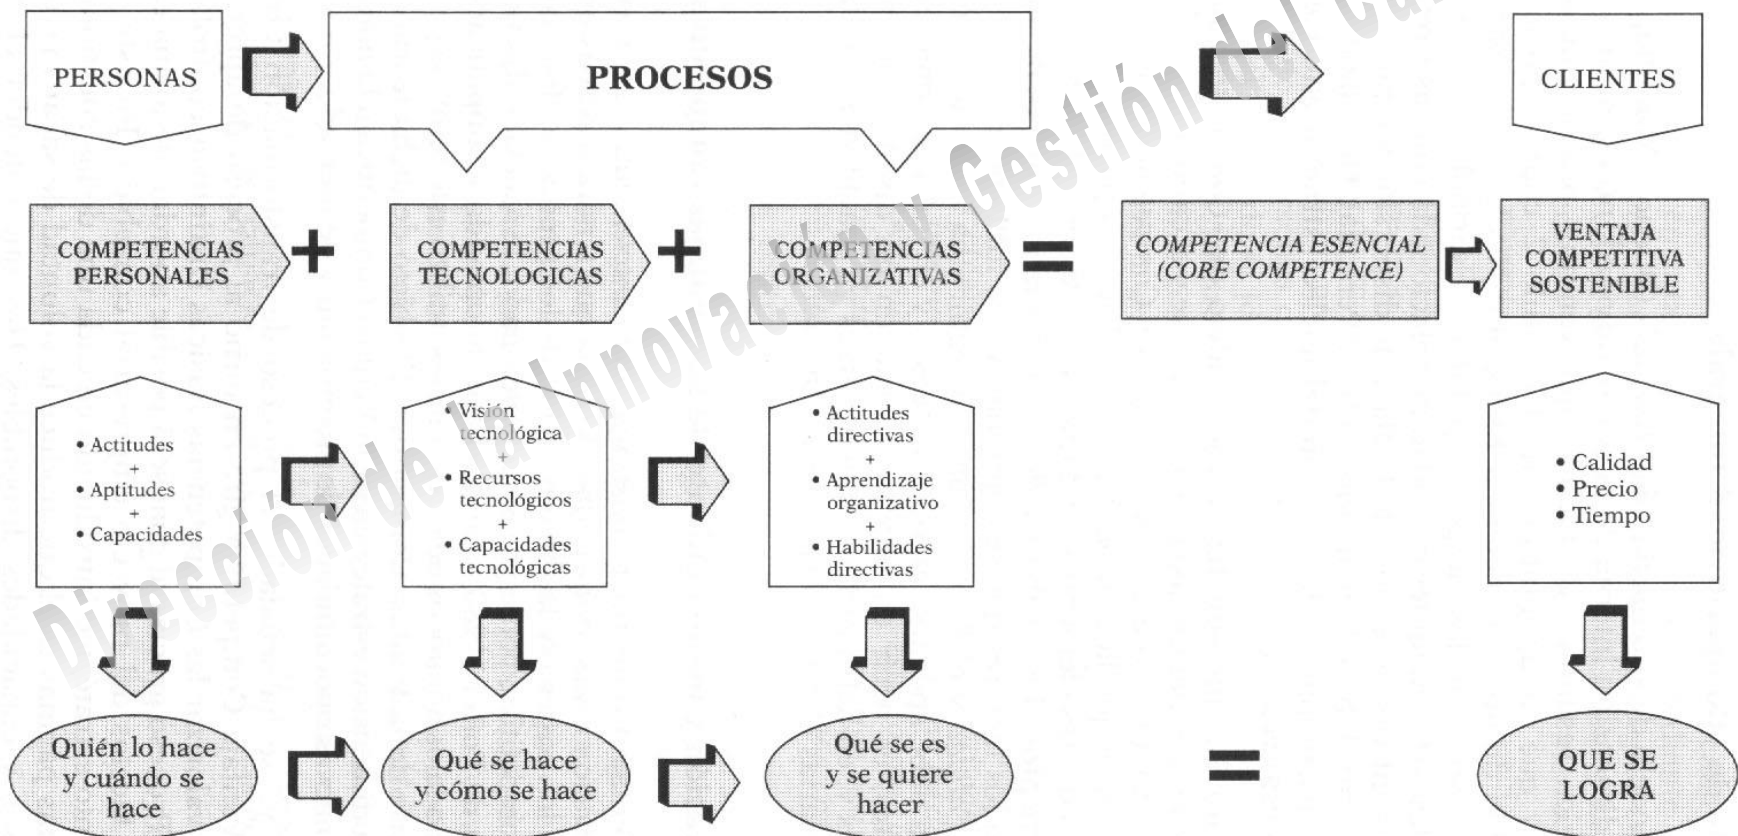 PERSONAS
PROCESOS
CLIENTES
COMPETENCIAS
PERSONALES
+
COMPETENCIAS
TECNOLOGICAS
+
COMPETENCIAS
ORGANIZATIVAS
=
COMPETENCIA ESENCIAL
(CORE COMPETENCE)
VENTAJA
COMPETITIVA
SOSTENIBLE
• Actitudes
+
• Aptitudes
+
• Capacidades
• Visión
tecnológica
+
• Recursos
tecnológicos
+
• Capacidades
tecnológicas
• Actitudes
directivas
+
• Aprendizaje
organizativo
+
• Habilidades
directivas
• Calidad
• Precio
• Tiempo
Quién lo hace
y cuándo se
hace
Qué se hace
y cómo se hace
Qué se es
y se quiere
hacer
=
QUE SE
LOGRA
Dirección de la Innovación y Gestión del